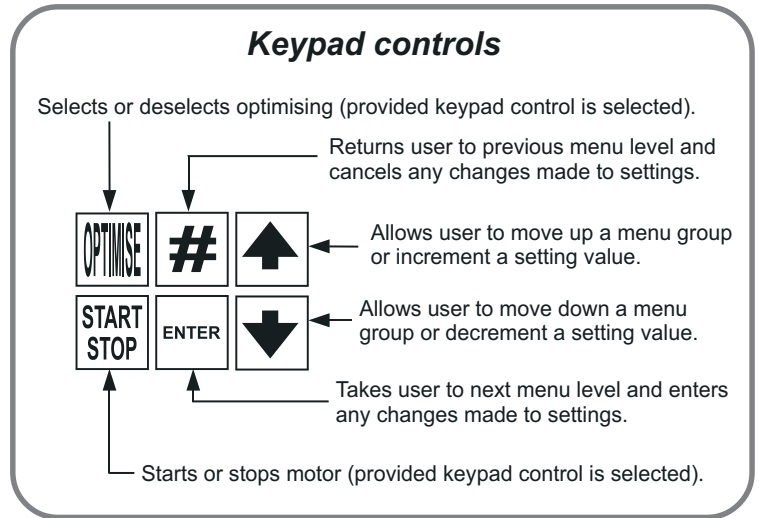 Keypad controls
Selects or deselects optimising (provided keypad control is selected).
Returns user to previous menu level and
cancels any changes made to settings.
OPTIMISE
#
Allows user to move up a menu group
or increment a setting value.
START
STOP
ENTER
Allows user to move down a menu
group or decrement a setting value.
Takes user to next menu level and enters
any changes made to settings.
Starts or stops motor (provided keypad control is selected).